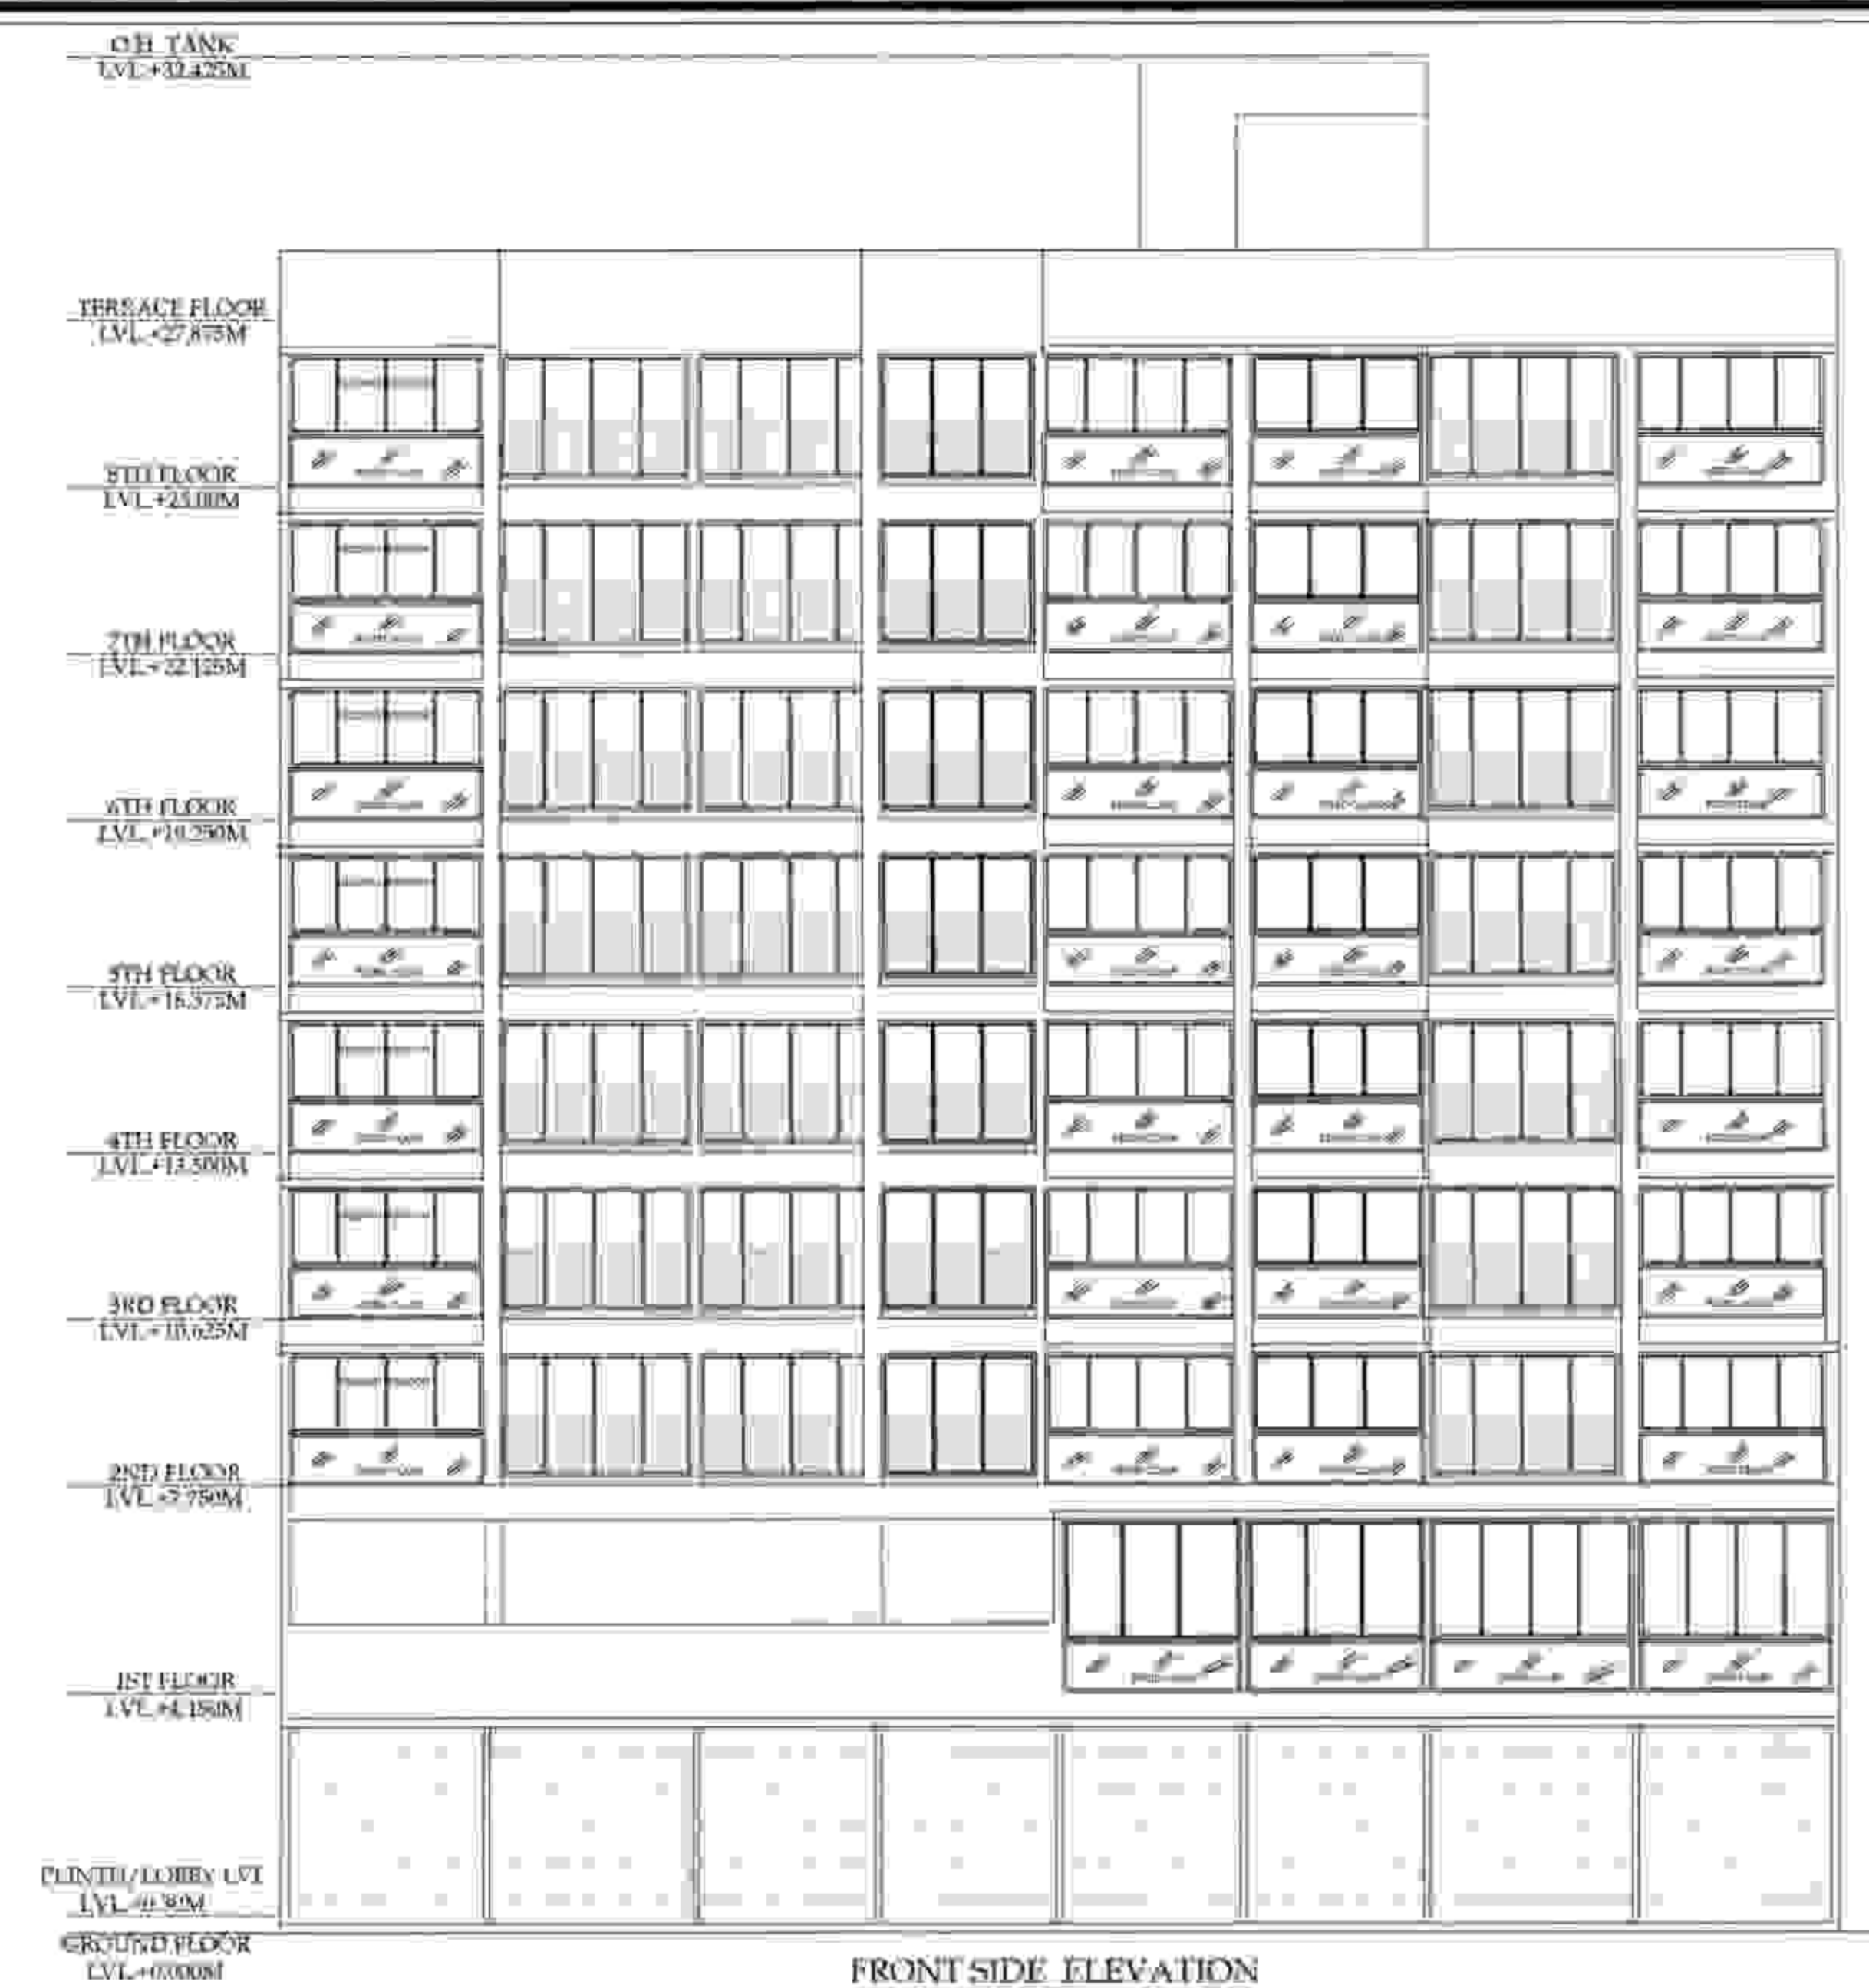 O.H. TANK
LVL.+32.425M
TERRACE FLOOR
LVL.+27.875M
8TH FLOOR
LVL.+25.00M
7TH FLOOR
LVL.+22.125M
6TH FLOOR
LVL.+19.250M
5TH FLOOR
LVL.+16.375M
4TH FLOOR
LVL.+13.500M
3RD FLOOR
LVL.+10.625M
2ND FLOOR
LVL.+7.750M
1ST FLOOR
PLINTH/LOBBY LVL
GROUND FLOOR
LVL.+0.000M
FRONT SIDE ELEVATION